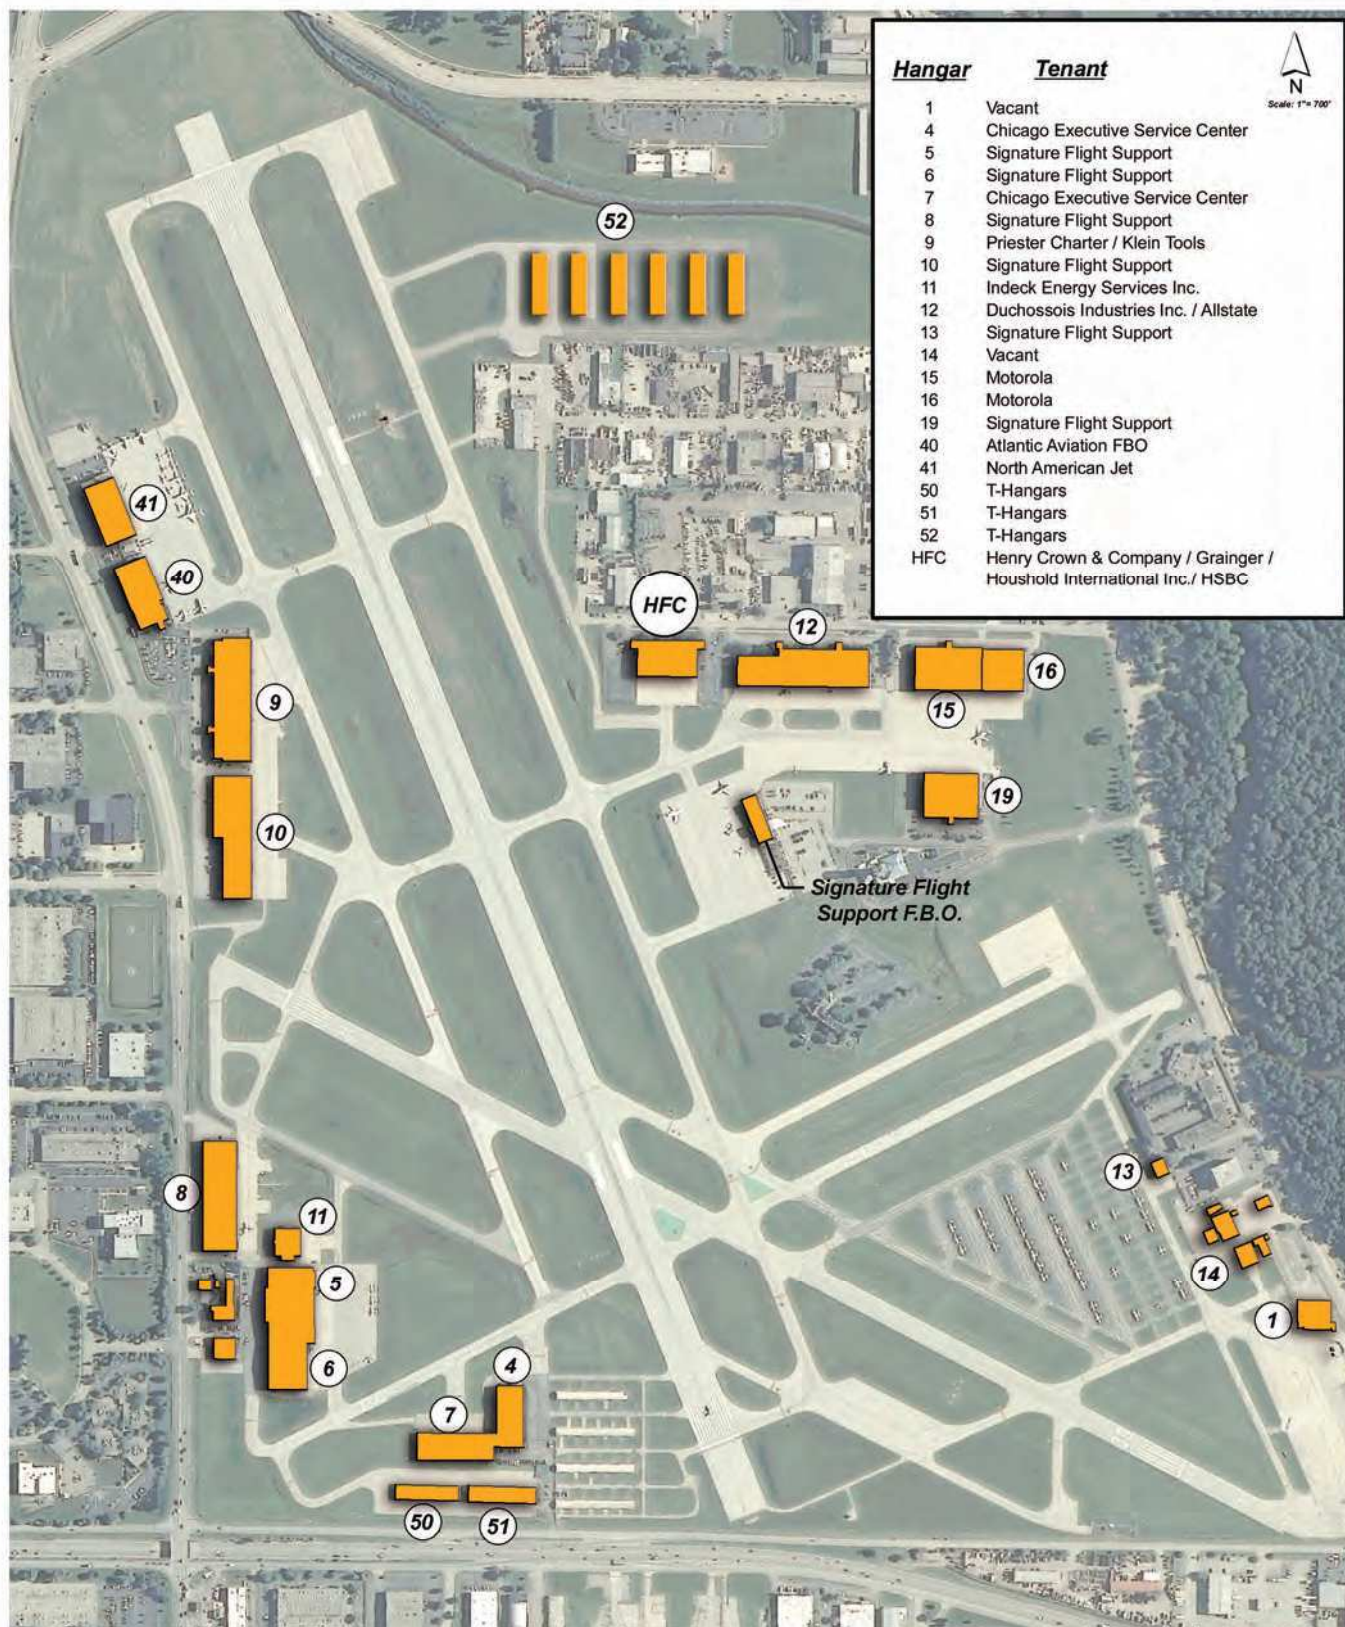 Hangar Tenant
N
Scale: 1"= 700'
1 Vacant
4 Chicago Executive Service Center
5 Signature Flight Support
6 Signature Flight Support
7 Chicago Executive Service Center
8 Signature Flight Support
9 Priester Charter / Klein Tools
10 Signature Flight Support
11 Indeck Energy Services Inc.
12 Duchossois Industries Inc. / Allstate
13 Signature Flight Support
14 Vacant
15 Motorola
16 Motorola
19 Signature Flight Support
40 Atlantic Aviation FBO
41 North American Jet
50 T-Hangars
51 T-Hangars
52 T-Hangars
HFC Henry Crown & Company / Grainger /
Houshold International Inc./ HSBC
52
41
40
HFC
12
16
9
15
19
10
Signature Flight
Support F.B.O.
13
8
11
14
5
1
6
4
7
50
51